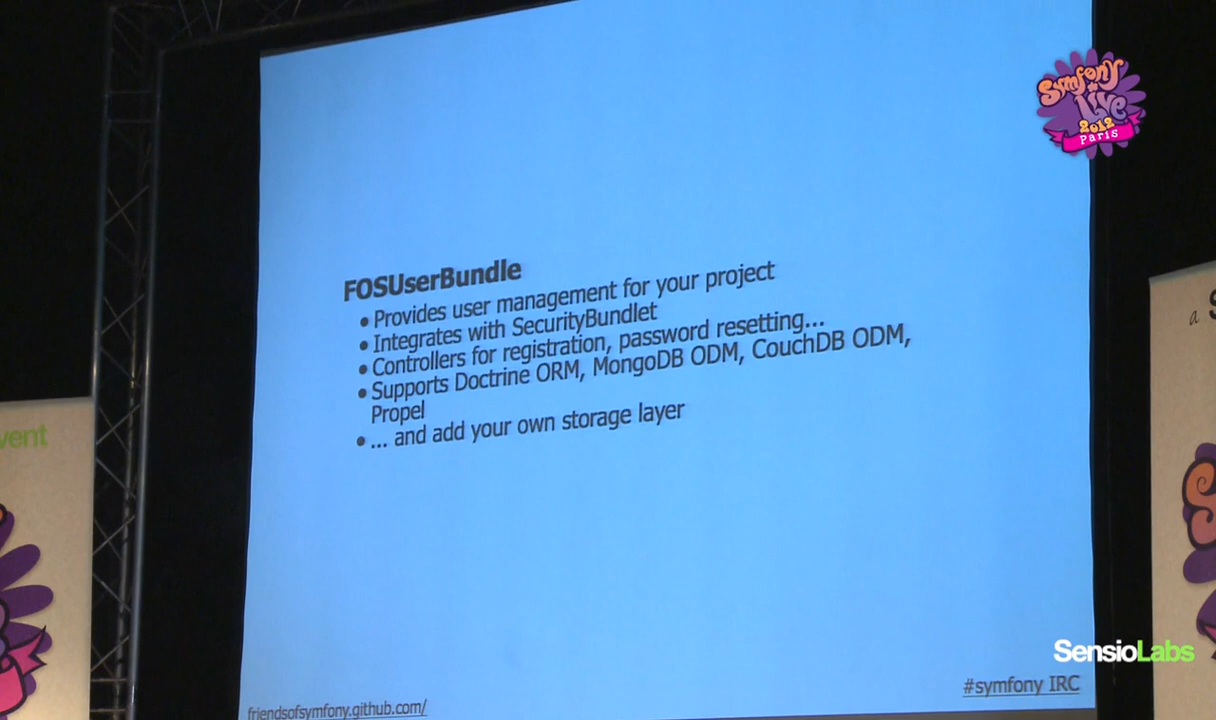 Symfony
Live
2012
Paris
FOSUserBundle
• Provides user management for your project
• Integrates with SecurityBundlet
• Controllers for registration, password resetting...
• Supports Doctrine ORM, MongoDB ODM, CouchDB ODM,
Propel
• ... and add your own storage layer
vent
a S
SensioLabs
#symfony IRC
friendsofsymfony.github.com/